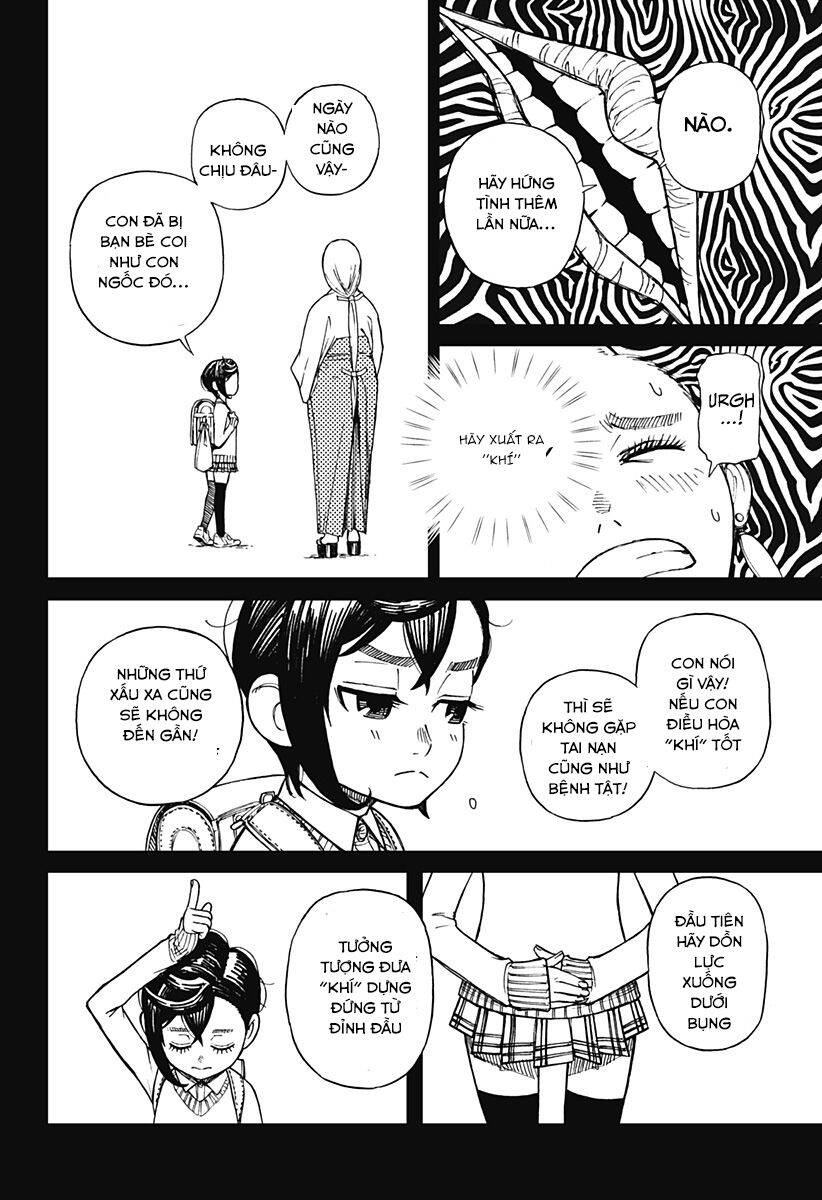 NÀO.
HÃY HỨNG
TÌNH THÊM
LẦN NỮA...
URGH
...!
HÃY XUẤT RA
"KHÍ"
NGÀY
NÀO
CŨNG
VẬY-
KHÔNG
CHỊU ĐÂU-
CON ĐÃ BỊ
BẠN BÈ COI
NHƯ CON
NGỐC ĐÓ...
CON NÓI
GÌ VẬY!
NẾU CON
ĐIỀU HÒA
"KHÍ" TỐT
THÌ SẼ
KHÔNG GẶP
TAI NẠN
CŨNG NHƯ
BỆNH TẬT!
NHỮNG THỨ
XẤU XA CŨNG
SẼ KHÔNG
ĐẾN GẦN!
ĐẦU TIÊN
HÃY DỒN
LỰC
XUỐNG
DƯỚI
BỤNG
TƯỞNG
TƯỢNG ĐƯA
"KHÍ" DỰNG
ĐỨNG TỪ
ĐỈNH ĐẦU